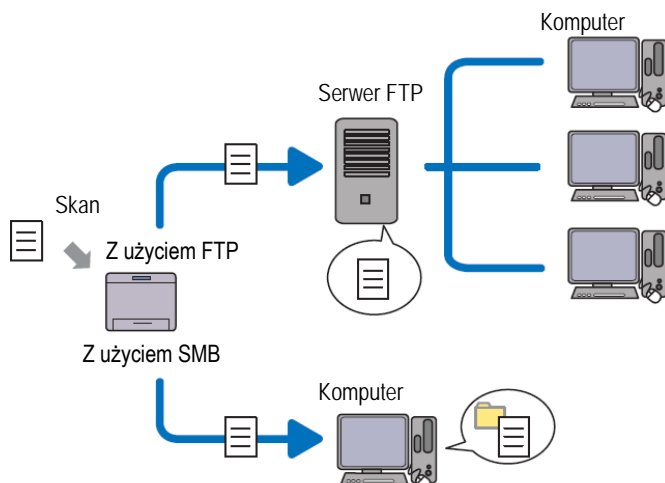 Komputer
Serwer FTP
Skan
Z użyciem FTP
Z użyciem SMB
Komputer